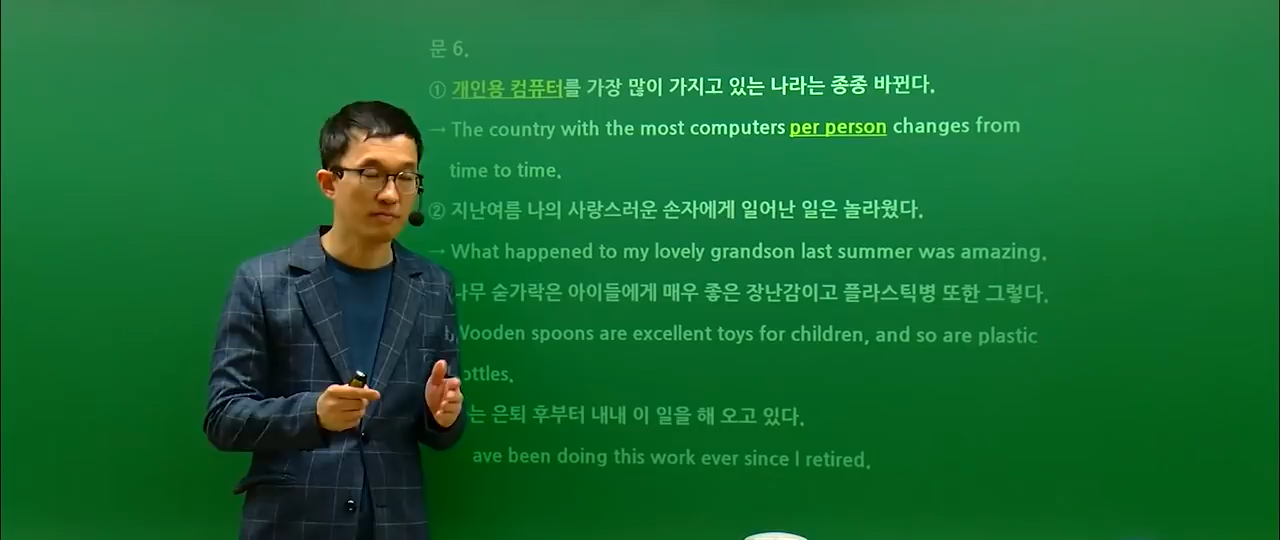 문 6.
① 개인용 컴퓨터를 가장 많이 가지고 있는 나라는 종종 바뀐다.
→ The country with the most computers per person changes from
time to time.
② 지난여름 나의 사랑스러운 손자에게 일어난 일은 놀라웠다.
→ What happened to my lovely grandson last summer was amazing.
나무 숟가락은 아이들에게 매우 좋은 장난감이고 플라스틱병 또한 그렇다.
Wooden spoons are excellent toys for children, and so are plastic
ottles.
는 은퇴 후부터 내내 이 일을 해 오고 있다.
ave been doing this work ever since I retired.